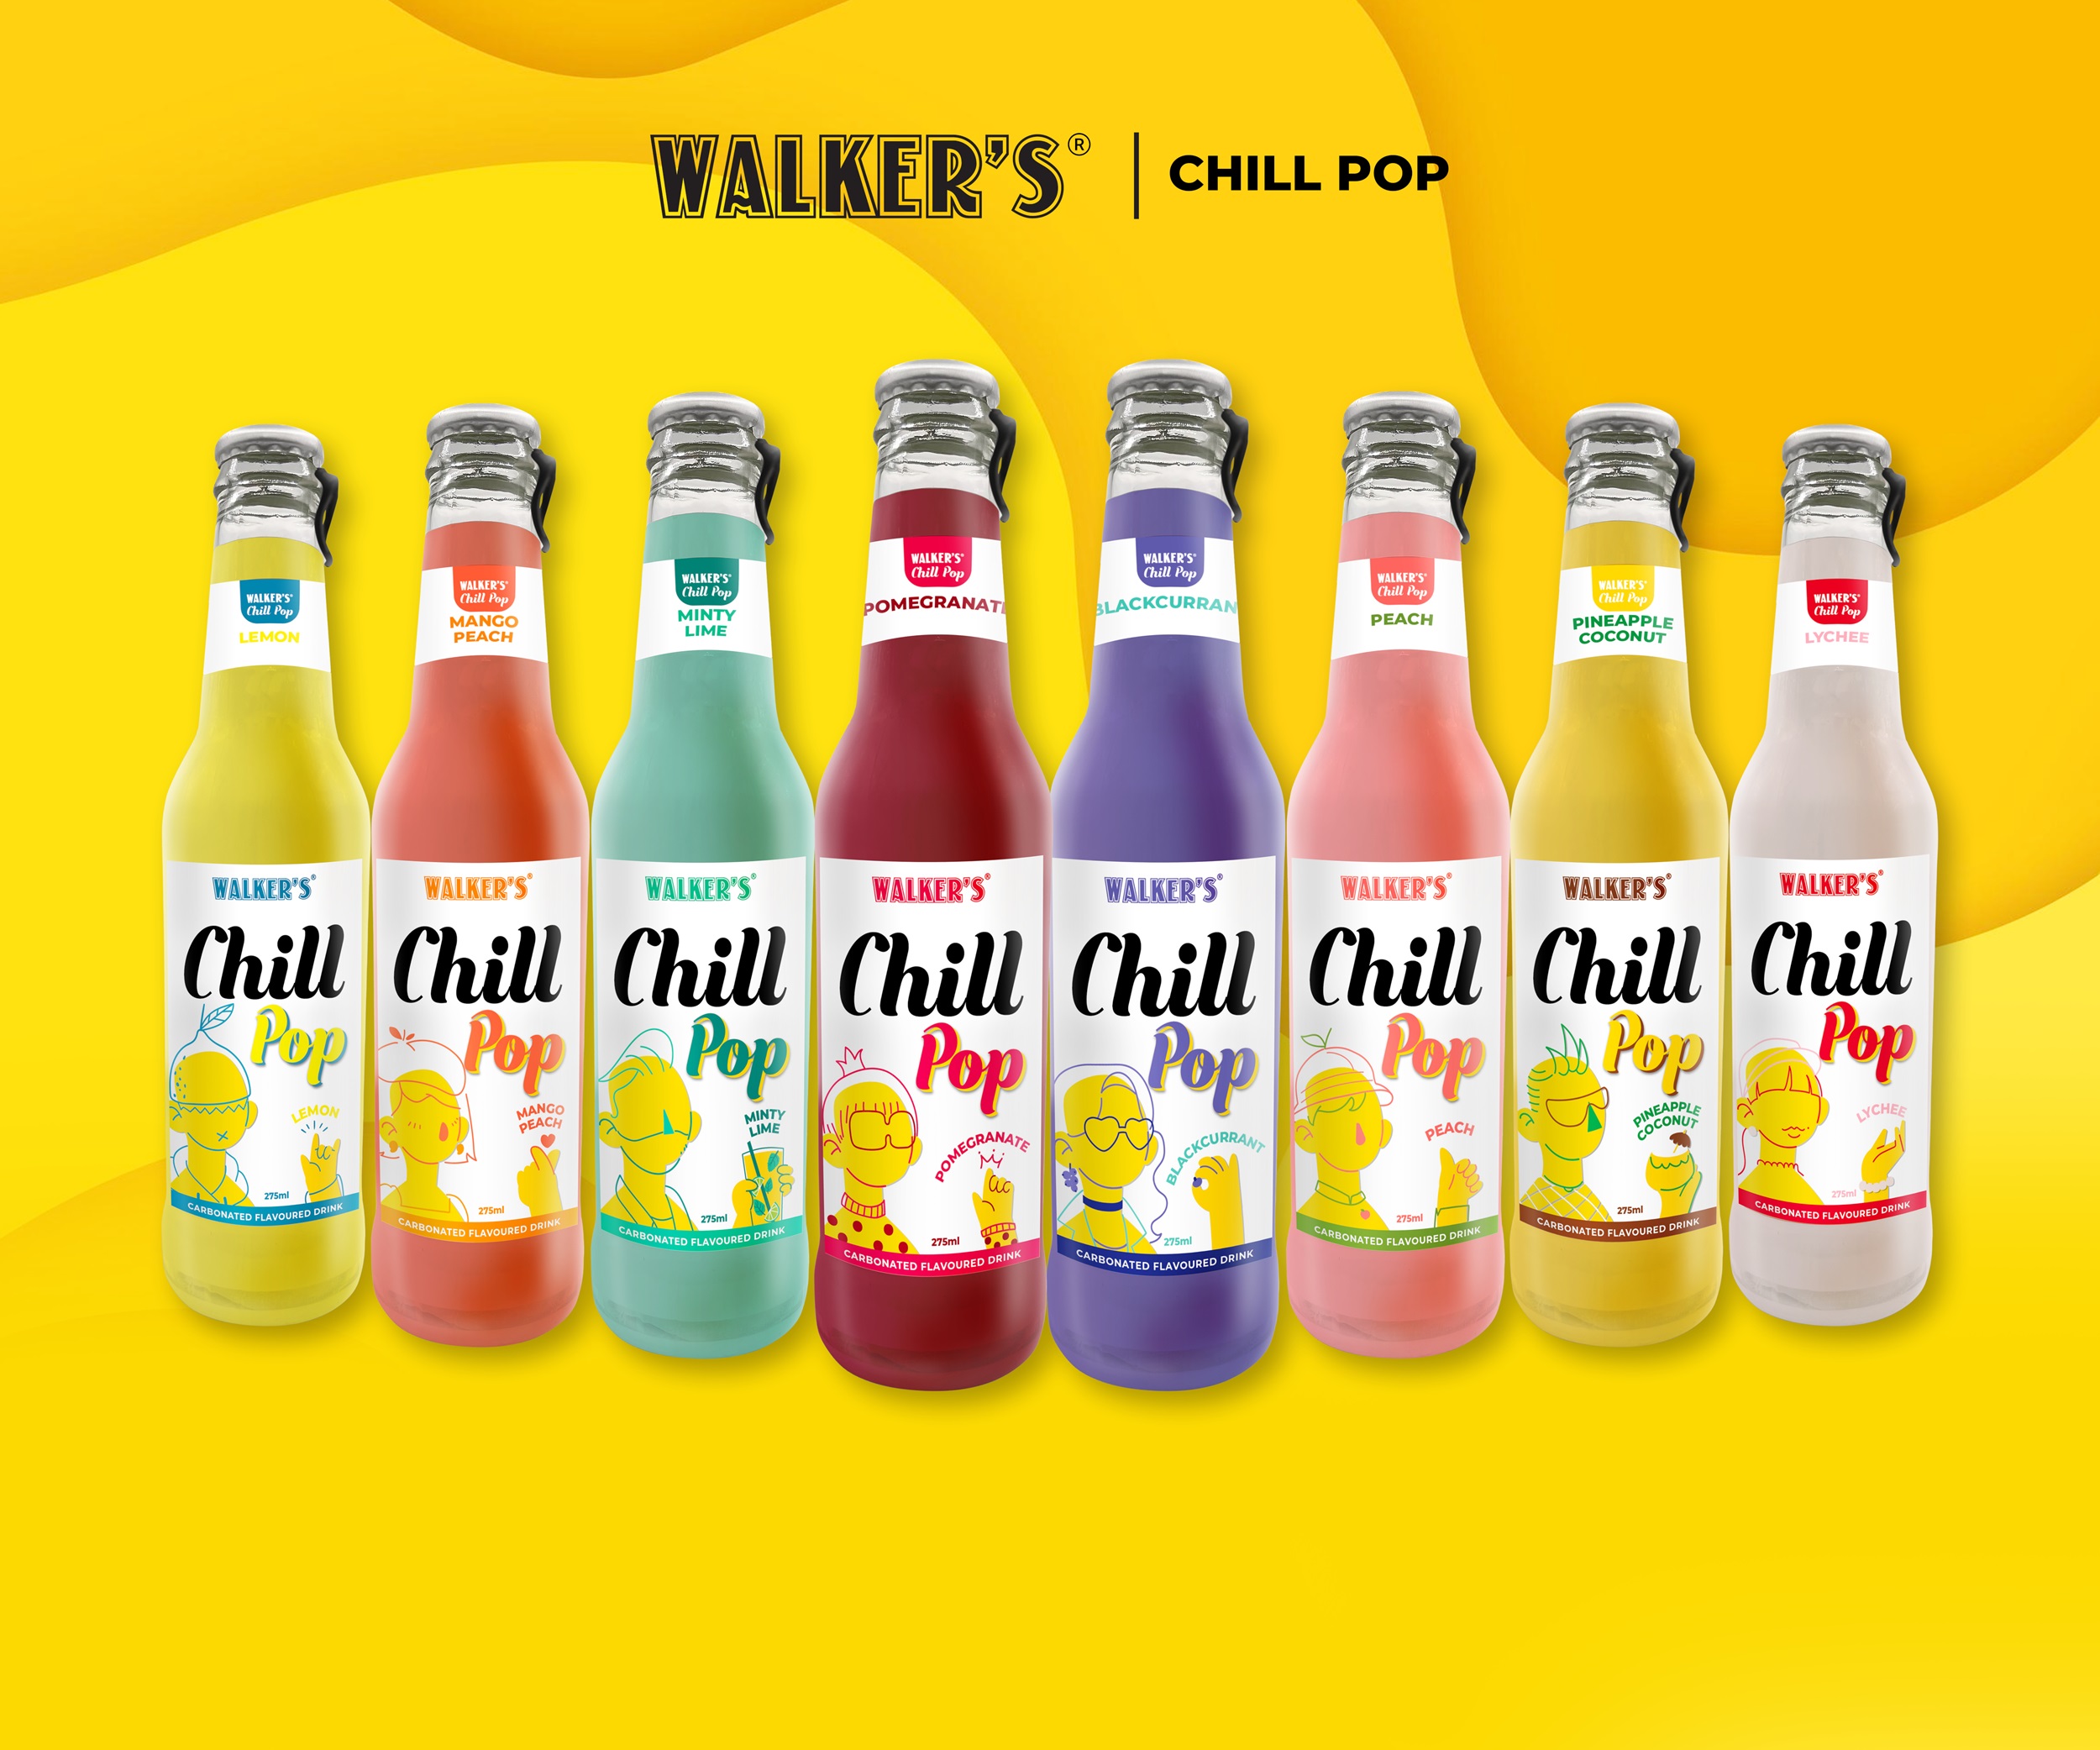 WALKER'S® | CHILL POP
WALKER'S®
Chill Pop
LEMON
WALKER'S®
Chill
Pop
LEMON
275ml
CARBONATED FLAVOURED DRINK
WALKER'S®
Chill Pop
MANGO
PEACH
WALKER'S®
Chill
Pop
MANGO
PEACH
275ml
CARBONATED FLAVOURED DRINK
WALKER'S®
Chill Pop
MINTY
LIME
WALKER'S®
Chill
Pop
MINTY
LIME
275ml
CARBONATED FLAVOURED DRINK
WALKER'S®
Chill Pop
POMEGRANATE
WALKER'S®
Chill
Pop
POMEGRANATE
275ml
CARBONATED FLAVOURED DRINK
WALKER'S®
Chill Pop
BLACKCURRAN
WALKER'S®
Chill
Pop
BLACKCURRANT
275ml
CARBONATED FLAVOURED DRINK
WALKER'S®
Chill Pop
PEACH
WALKER'S®
Chill
Pop
PEACH
275ml
CARBONATED FLAVOURED DRINK
WALKER'S®
Chill Pop
PINEAPPLE
COCONUT
WALKER'S®
Chill
Pop
PINEAPPLE
COCONUT
275ml
CARBONATED FLAVOURED DRINK
WALKER'S®
Chill Pop
LYCHEE
WALKER'S®
Chill
Pop
LYCHEE
275ml
CARBONATED FLAVOURED DRINK